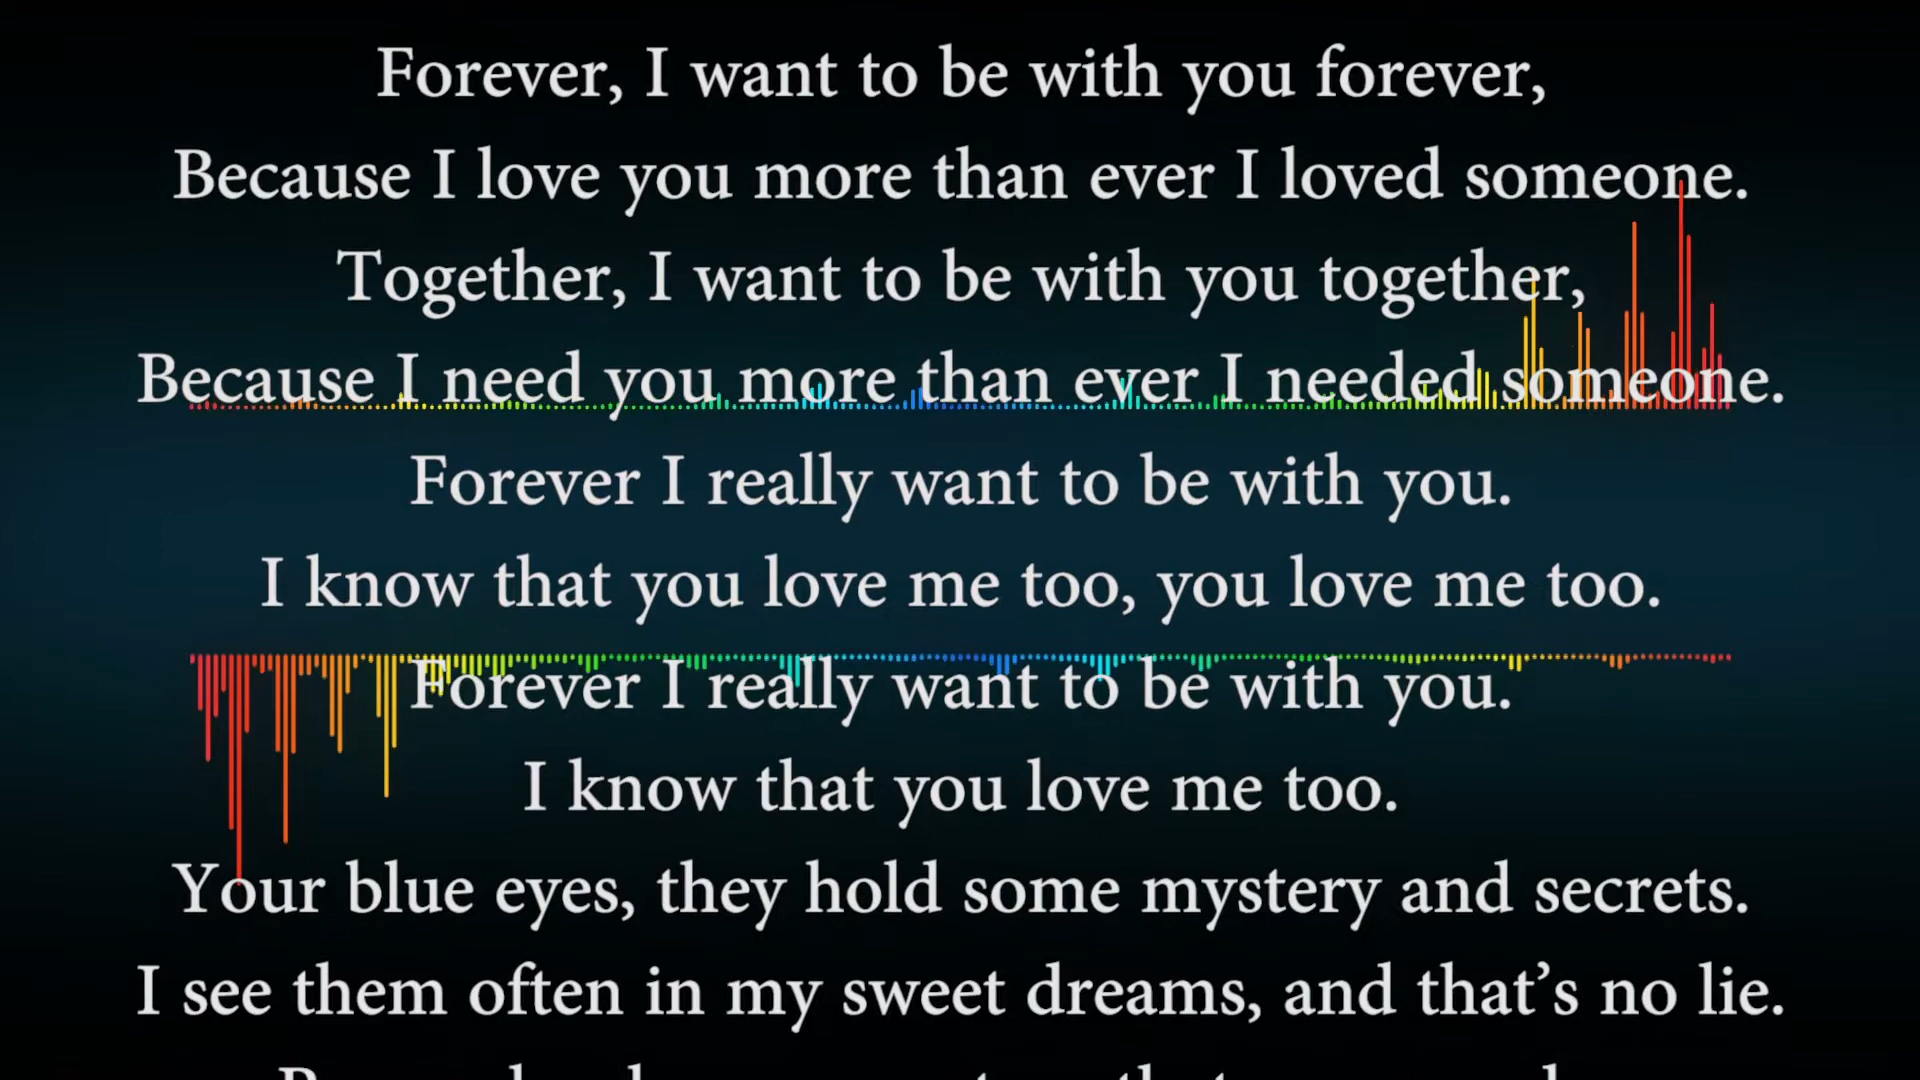 Forever, I want to be with you forever,
Because I love you more than ever I loved someone.
Together, I want to be with you together,
Because I need you more than ever I needed someone.
Forever I really want to be with you.
I know that you love me too, you love me too.
Forever I really want to be with you.
I know that you love me too.
Your blue eyes, they hold some mystery and secrets.
I see them often in my sweet dreams, and that’s no lie.